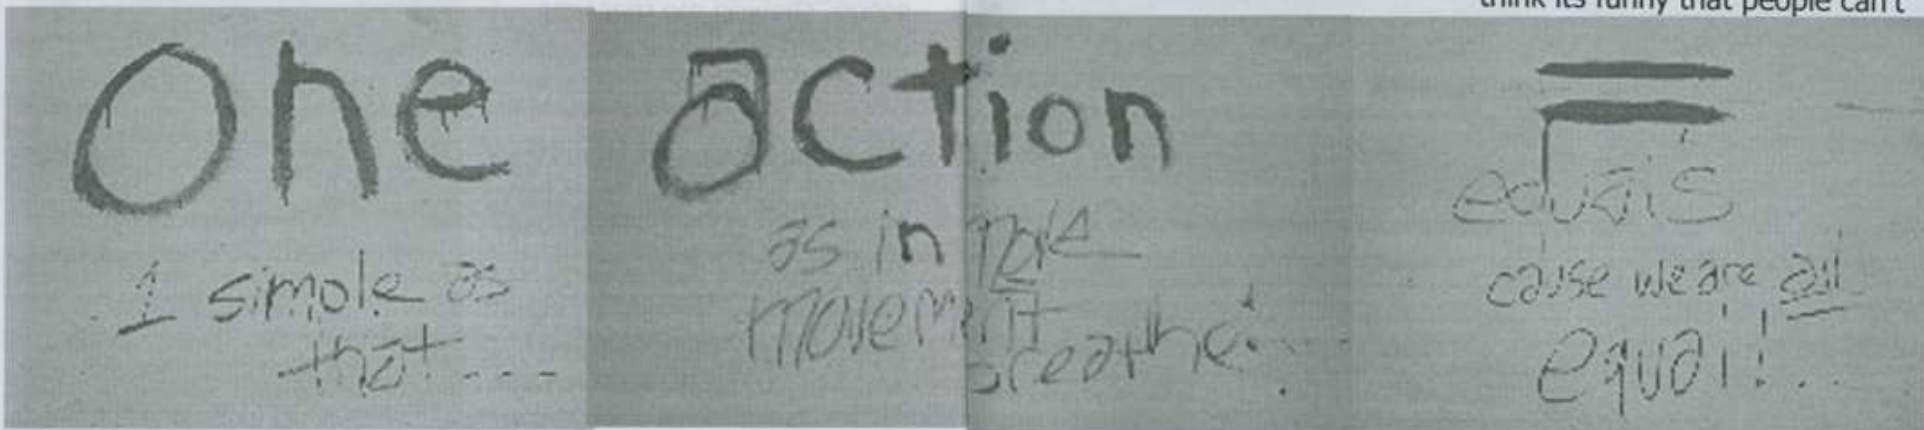 think its funny that people can't
One
1 simple as
that....
action
as in
movement
breathe...
=
equals
cause we are all
equal!..